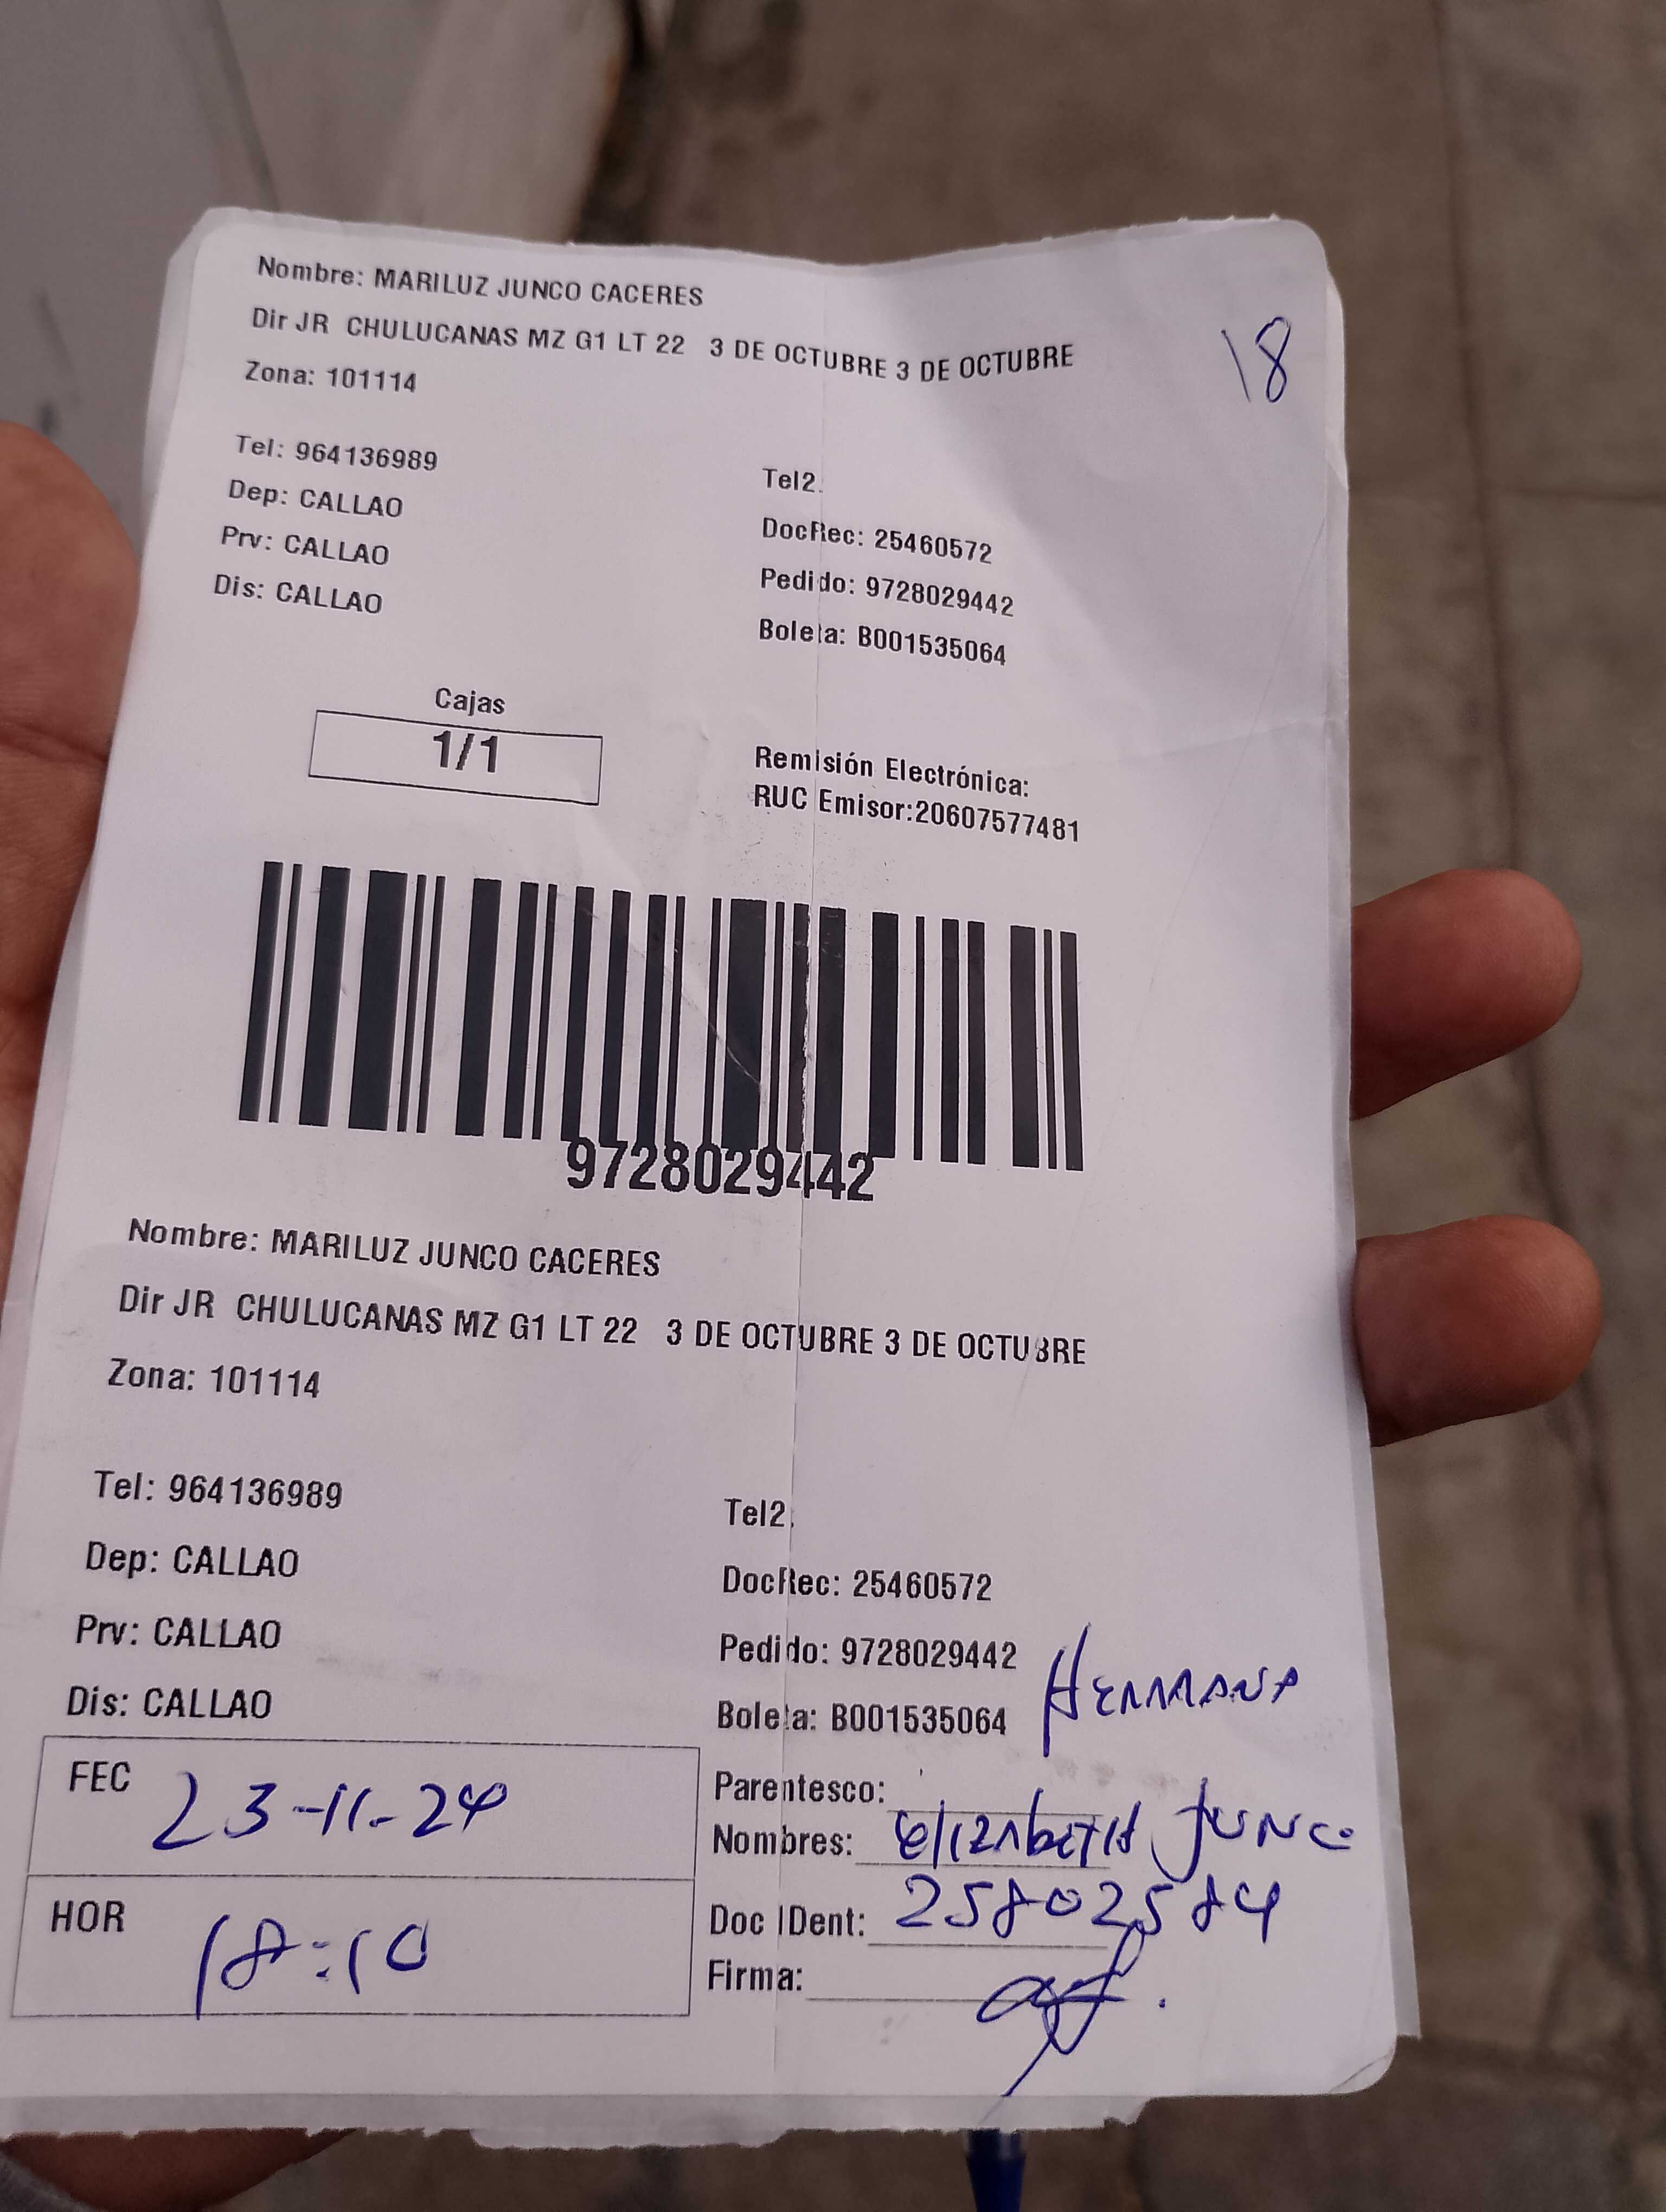 Nombre: MARILUZ JUNCO CACERES
Dir JR CHULUCANAS MZ G1 LT 22 3 DE OCTUBRE 3 DE OCTUBRE
18
Zona: 101114
Tel: 964136989
Tel2.
Dep: CALLAO
DocRec: 25460572
Prv: CALLAO
Pedido: 9728029442
Dis: CALLAO
Boleta: B001535064
Cajas
1/1
Remisión Electrónica:
RUC Emisor:20607577481
9728029442
Nombre: MARILUZ JUNCO CACERES
Dir JR CHULUCANAS MZ G1 LT 22 3 DE OCTUBRE 3 DE OCTUBRE
Zona: 101114
Tel: 964136989
Tel2.
Dep: CALLAO
DocRec: 25460572
Prv: CALLAO
Pedido: 9728029442
Dis: CALLAO
Boleta: B001535064
HERMANA
FEC 23-11-24
Parentesco:
Nombres: ElizAbETH JUNCO
HOR 18:10
Doc IDent: 25802584
Firma: